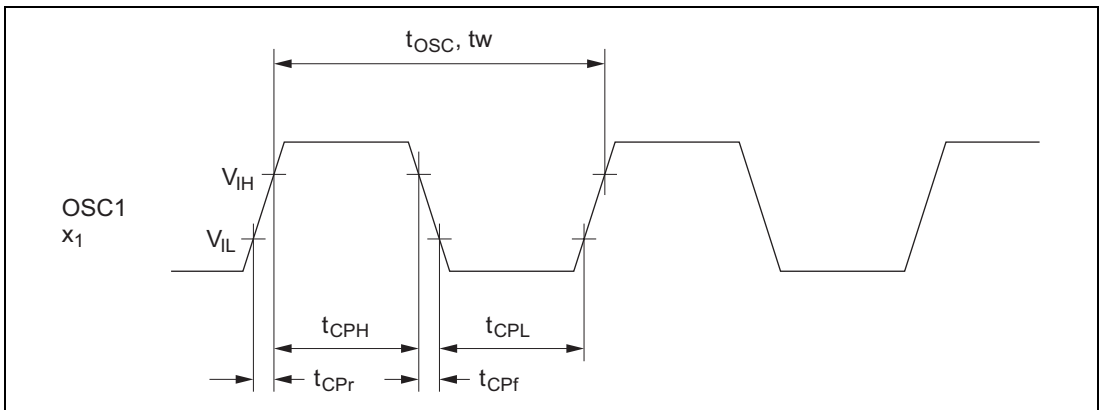 tOSC, tw
VIH
OSC1
x1
VIL
tCPH
tCPL
tCPr
tCPf